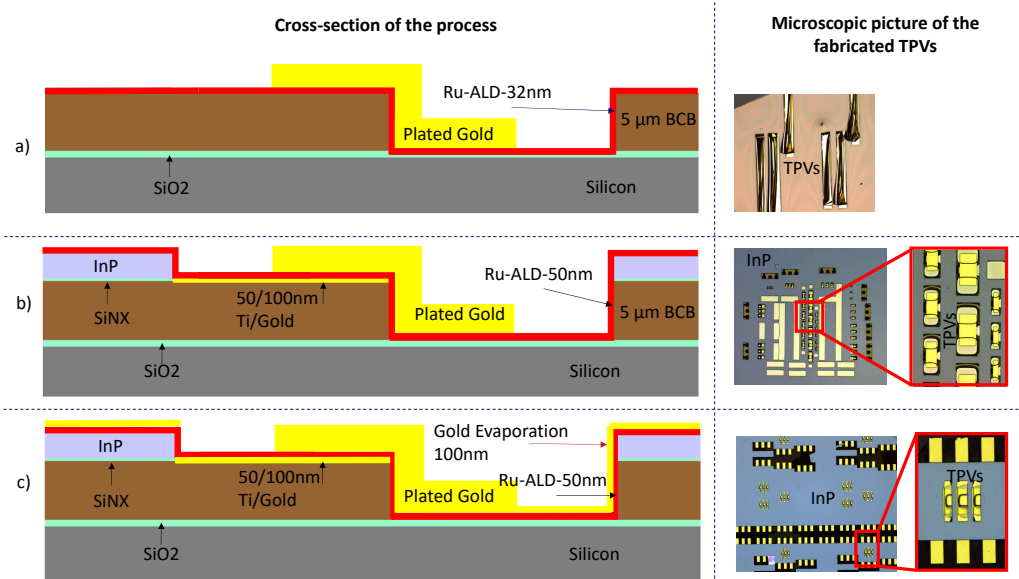 Cross-section of the process
Microscopic picture of the
fabricated TPVs
a)
Ru-ALD-32nm
5 µm BCB
Plated Gold
SiO2
Silicon
TPVs
b)
InP
Ru-ALD-50nm
SiNX
50/100nm
Ti/Gold
Plated Gold
5 µm BCB
SiO2
Silicon
InP
TPVs
c)
InP
Gold Evaporation
100nm
SiNX
50/100nm
Ti/Gold
Plated Gold
Ru-ALD-50nm
SiO2
Silicon
InP
TPVs